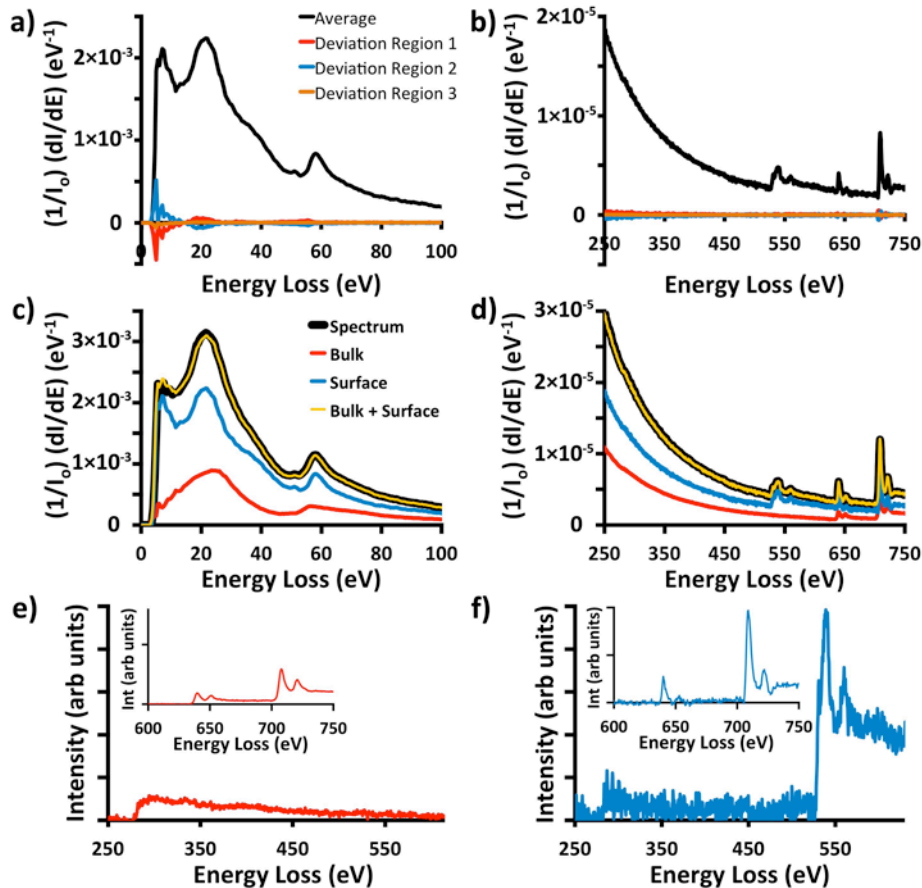 a)
(1/I₀) (dI/dE) (eV⁻¹)
2×10⁻³
1×10⁻³
0
0 20 40 60 80 100
Energy Loss (eV)
Average
Deviation Region 1
Deviation Region 2
Deviation Region 3
b)
(1/I₀) (dI/dE) (eV⁻¹)
2×10⁻⁵
1×10⁻⁵
0
250 350 450 550 650 750
Energy Loss (eV)
c)
(1/I₀) (dI/dE) (eV⁻¹)
3×10⁻³
2×10⁻³
1×10⁻³
0
0 20 40 60 80 100
Energy Loss (eV)
Spectrum
Bulk
Surface
Bulk + Surface
d)
(1/I₀) (dI/dE) (eV⁻¹)
3×10⁻⁵
2×10⁻⁵
1×10⁻⁵
0
250 350 450 550 650 750
Energy Loss (eV)
e)
Intensity (arb units)
Int (arb units)
600 650 700 750
Energy Loss (eV)
250 350 450 550
Energy Loss (eV)
f)
Intensity (arb units)
Int (arb units)
600 650 700 750
Energy Loss (eV)
250 350 450 550
Energy Loss (eV)